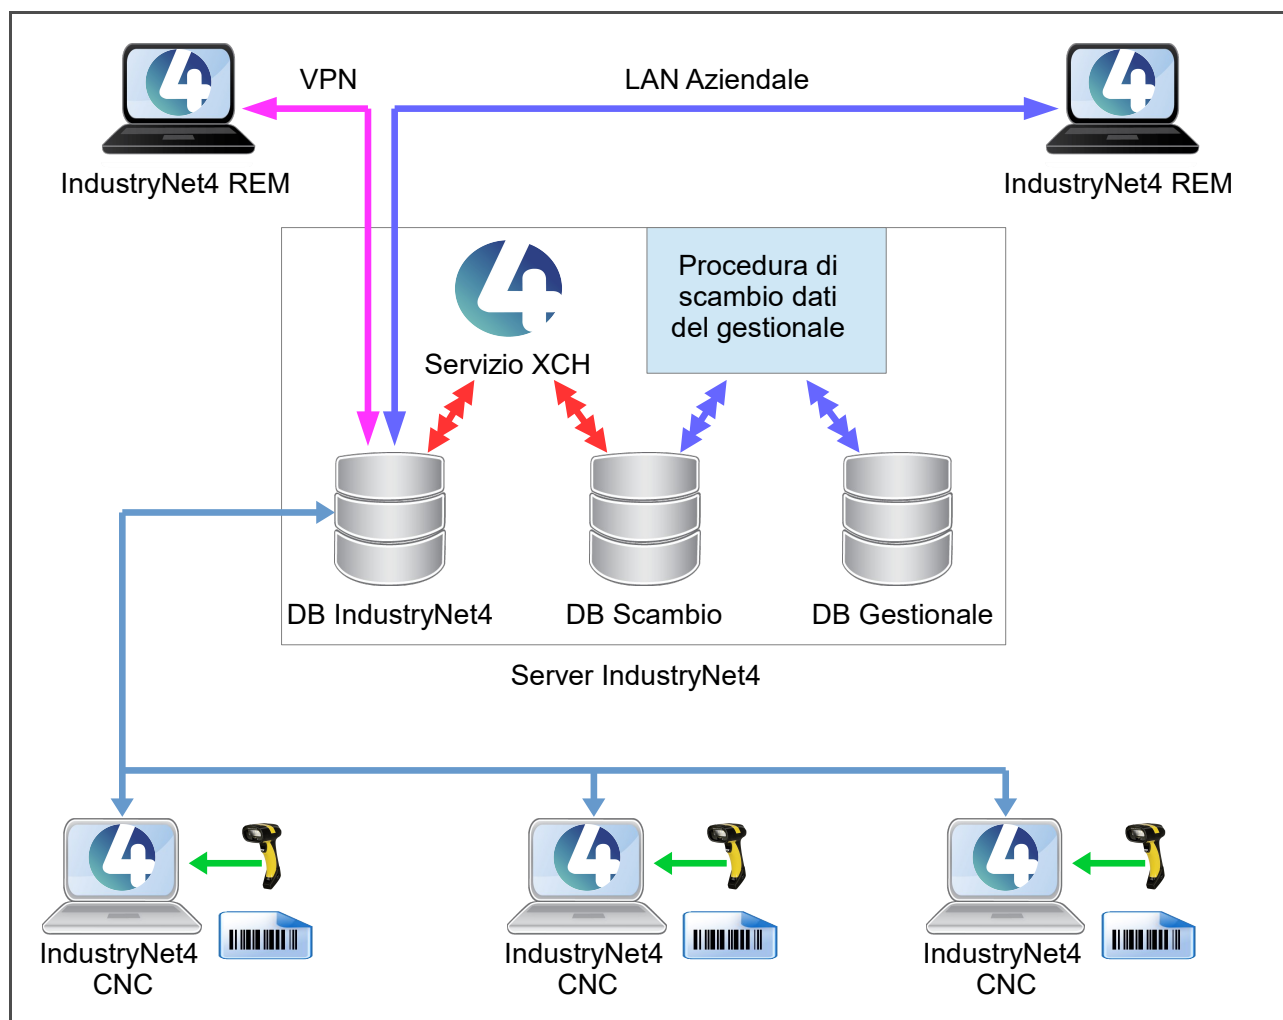 VPN
LAN Aziendale
IndustryNet4 REM
IndustryNet4 REM
Procedura di
scambio dati
del gestionale
Servizio XCH
DB IndustryNet4
DB Scambio
DB Gestionale
Server IndustryNet4
IndustryNet4
CNC
IndustryNet4
CNC
IndustryNet4
CNC